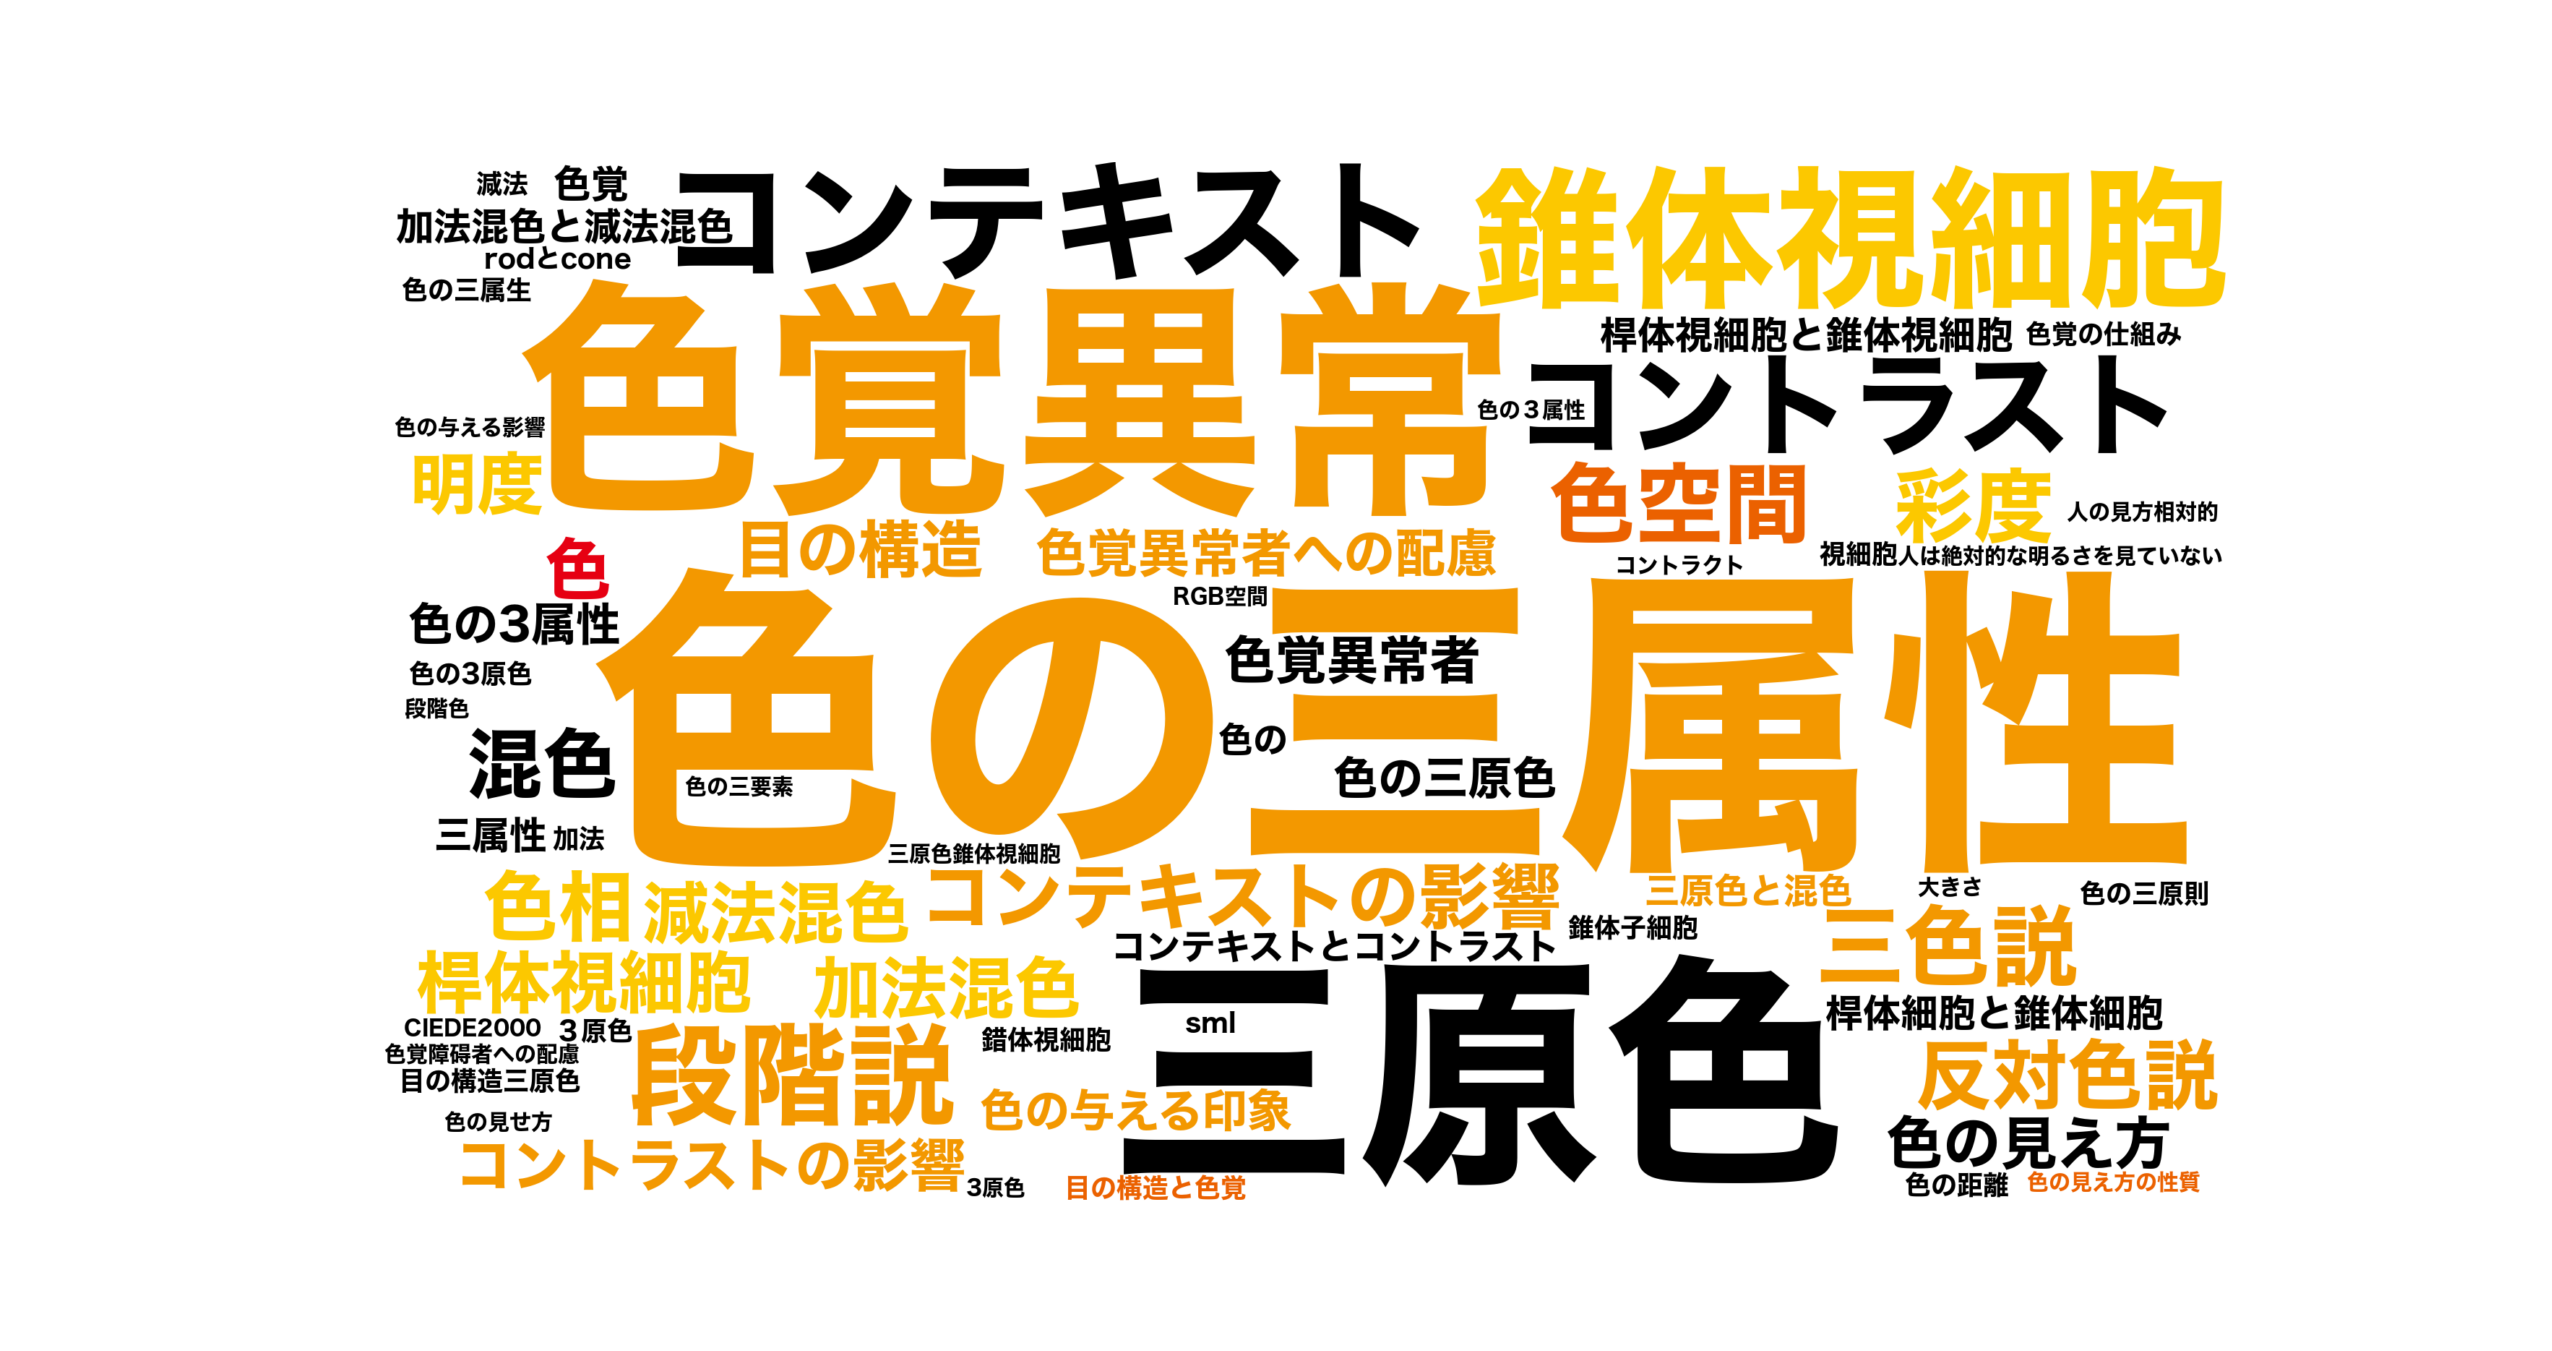 減法
色覚
加法混色と減法混色
rodとcone
色の三属生
コンテキスト
錐体視細胞
桿体視細胞と錐体視細胞
色覚の仕組み
色覚異常
コントラスト
色の３属性
色の与える影響
明度
色空間
彩度
人の見方相対的
目の構造
色覚異常者への配慮
コントラクト
視細胞
人は絶対的な明るさを見ていない
色
RGB空間
色の3属性
色の三属性
色覚異常者
色の3原色
段階色
色の
混色
色の三原色
色の三要素
三属性
加法
三原色錐体視細胞
色相
減法混色
コンテキストの影響
三原色と混色
大きさ
色の三原則
錐体子細胞
三色説
コンテキストとコントラスト
桿体視細胞
加法混色
三原色
sml
桿体細胞と錐体細胞
CIEDE2000
３原色
段階説
錯体視細胞
色覚障碍者への配慮
目の構造三原色
反対色説
色の与える印象
色の見せ方
色の見え方
コントラストの影響
3原色
目の構造と色覚
色の距離
色の見え方の性質